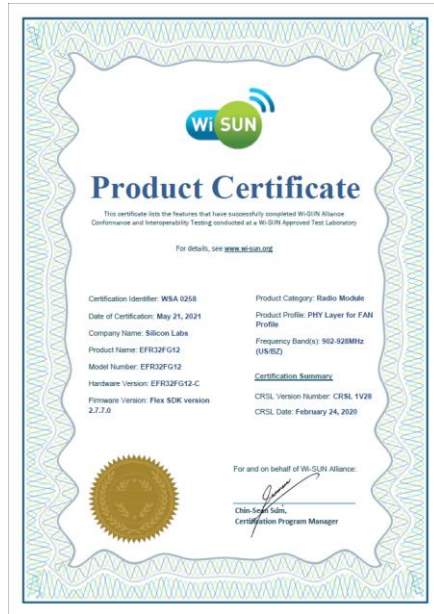 Wi SUN
Product Certificate
This certificate lists the features that have successfully completed Wi-SUN Alliance
Conformance and Interoperability Testing conducted at a Wi-SUN Approved Test Laboratory
For details, see www.wi-sun.org
Certification Identifier: WSA 0258
Date of Certification: May 21, 2021
Company Name: Silicon Labs
Product Name: EFR32FG12
Model Number: EFR32FG12
Hardware Version: EFR32FG12-C
Firmware Version: Flex SDK version
2.7.7.0
Product Category: Radio Module
Product Profile: PHY Layer for FAN
Profile
Frequency Band(s): 902-928MHz
(US/BZ)
Certification Summary
CRSL Version Number: CRSL 1V28
CRSL Date: February 24, 2020
For and on behalf of Wi-SUN Alliance:
Chin-Sean Sum,
Certification Program Manager